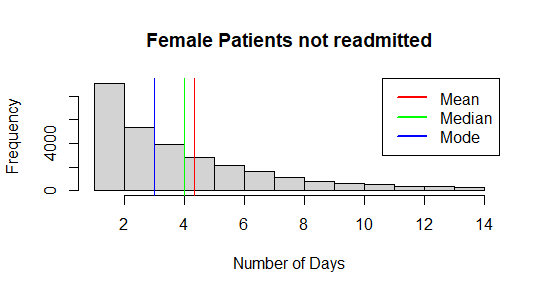 Female Patients not readmitted
Mean
Median
Mode
Frequency
4000
0
2 4 6 8 10 12 14
Number of Days